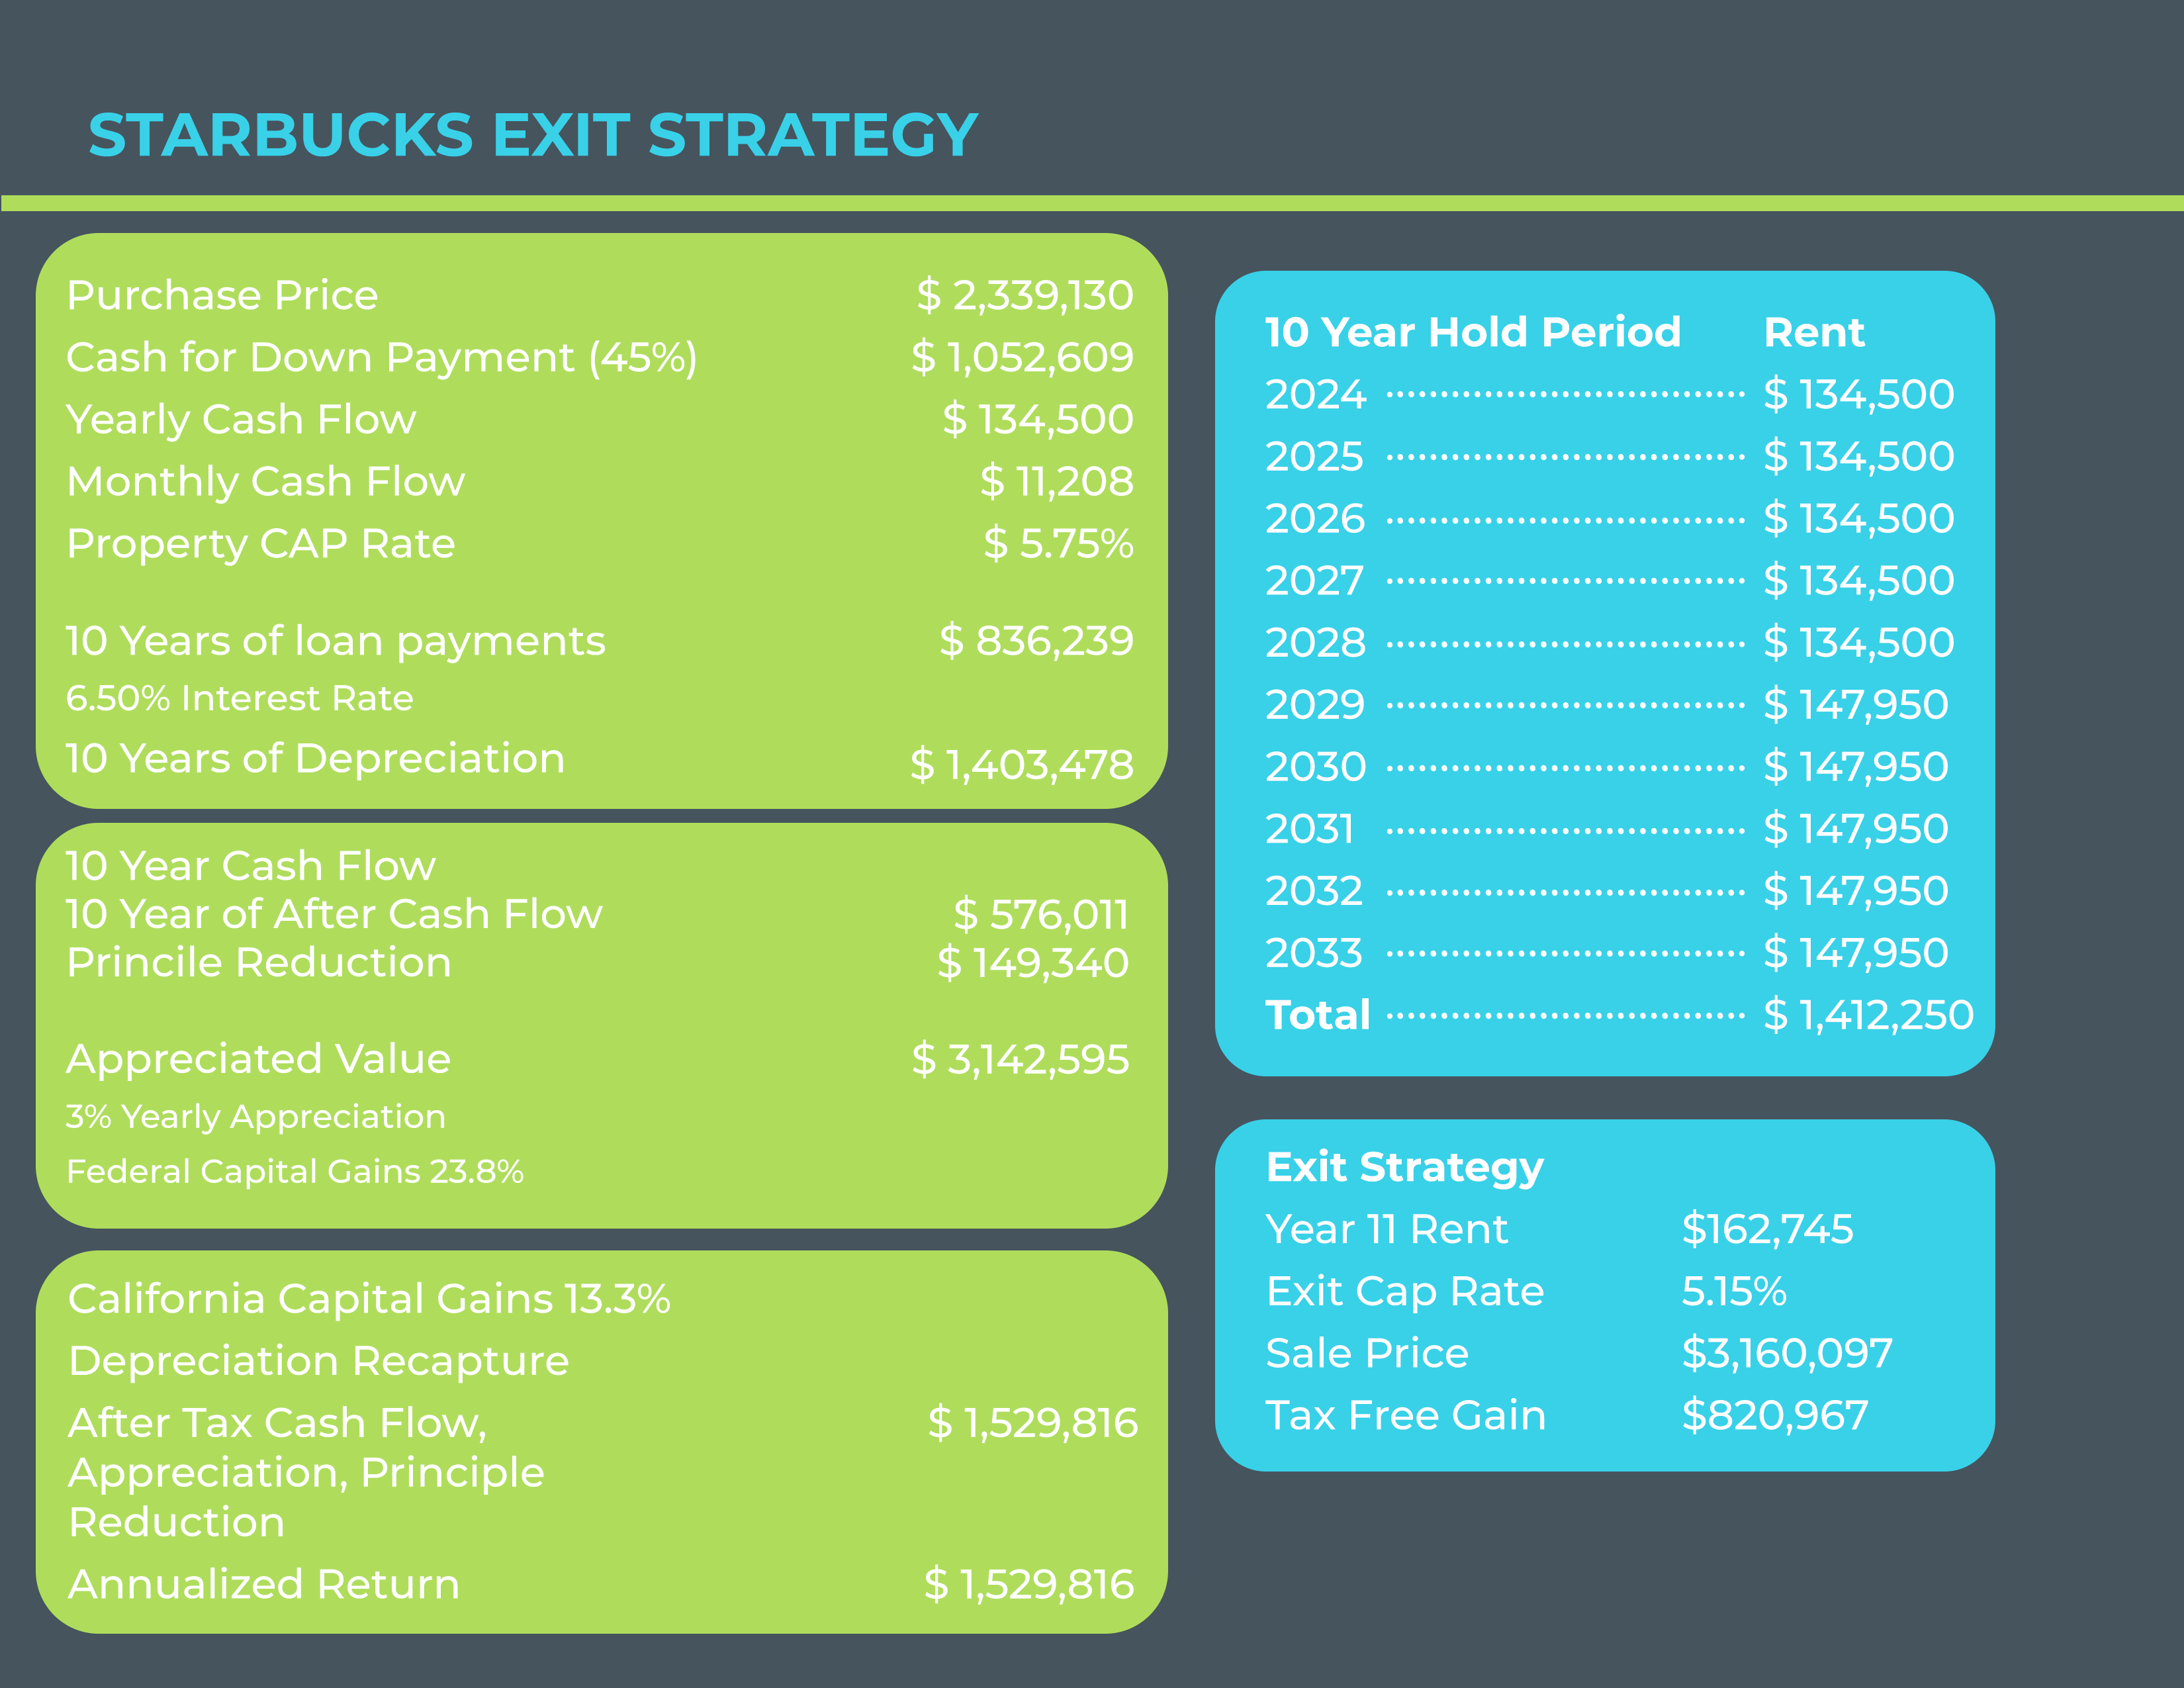 STARBUCKS EXIT STRATEGY
Purchase Price $ 2,339,130
Cash for Down Payment (45%) $ 1,052,609
Yearly Cash Flow $ 134,500
Monthly Cash Flow $ 11,208
Property CAP Rate $ 5.75%
10 Years of loan payments $ 836,239
6.50% Interest Rate
10 Years of Depreciation $ 1,403,478
10 Year Cash Flow
10 Year of After Cash Flow $ 576,011
Princile Reduction $ 149,340
Appreciated Value $ 3,142,595
3% Yearly Appreciation
Federal Capital Gains 23.8%
California Capital Gains 13.3%
Depreciation Recapture
After Tax Cash Flow, $ 1,529,816
Appreciation, Principle
Reduction
Annualized Return $ 1,529,816
10 Year Hold Period Rent
2024 $ 134,500
2025 $ 134,500
2026 $ 134,500
2027 $ 134,500
2028 $ 134,500
2029 $ 147,950
2030 $ 147,950
2031 $ 147,950
2032 $ 147,950
2033 $ 147,950
Total $ 1,412,250
Exit Strategy
Year 11 Rent $162,745
Exit Cap Rate 5.15%
Sale Price $3,160,097
Tax Free Gain $820,967